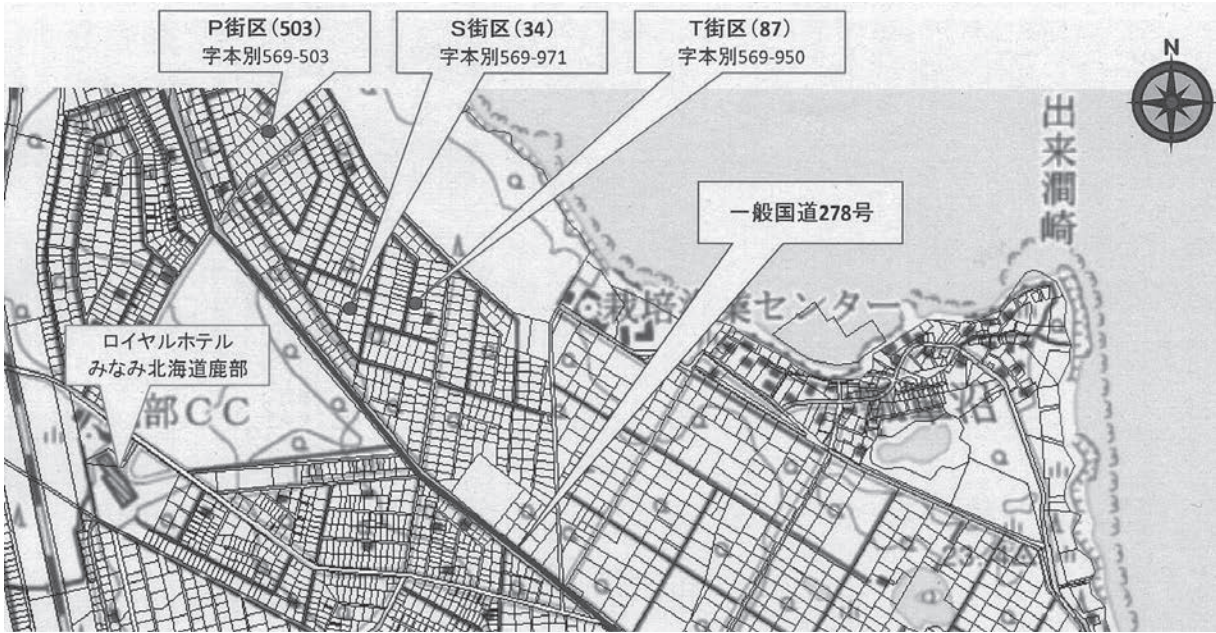 P街区(503)
字本別569-503
S街区(34)
字本別569-971
T街区(87)
字本別569-950
N
出来澗崎
一般国道278号
栽培漁業センター
ロイヤルホテル
みなみ北海道鹿部
部CC